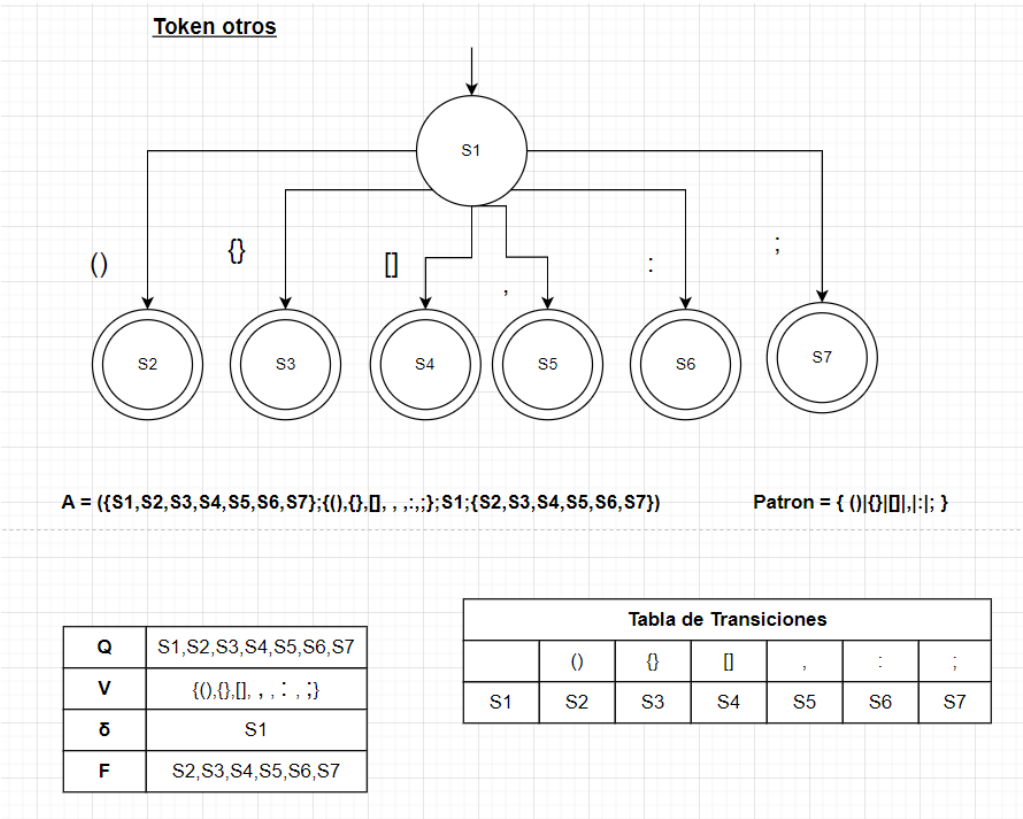 Token otros
S1
()
{}
[]
,
:
;
S2
S3
S4
S5
S6
S7
A = ({S1,S2,S3,S4,S5,S6,S7};{(),{},[], , ,:,;};S1;{S2,S3,S4,S5,S6,S7})
Patron = { ()|{}|[]|,|:|; }
Q S1,S2,S3,S4,S5,S6,S7
V {(),{},[], , , : , ;}
δ S1
F S2,S3,S4,S5,S6,S7
Tabla de Transiciones
() {} [] , : ;
S1 S2 S3 S4 S5 S6 S7